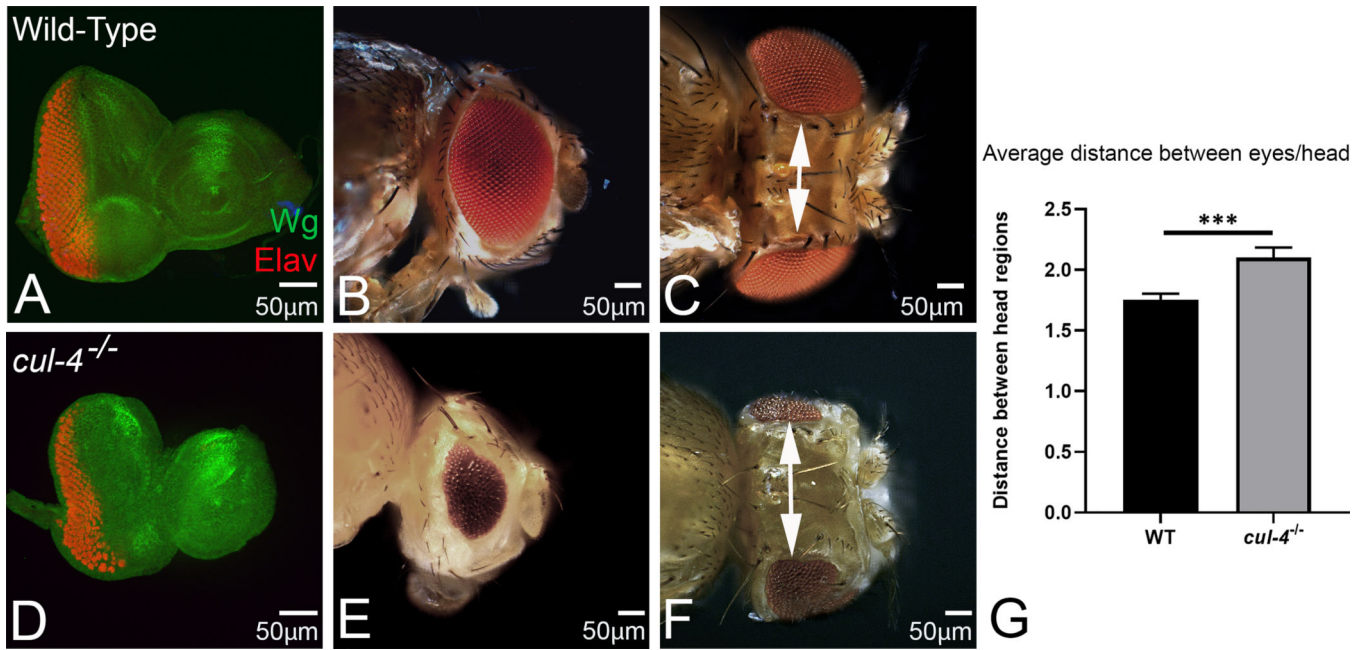 Wild-Type
Wg
Elav
A
50µm
B
50µm
C
50µm
cul-4-/-
D
50µm
E
50µm
F
50µm
Average distance between eyes/head
Distance between head regions
2.5
2.0
1.5
1.0
0.5
0.0
***
WT
cul-4-/-
G